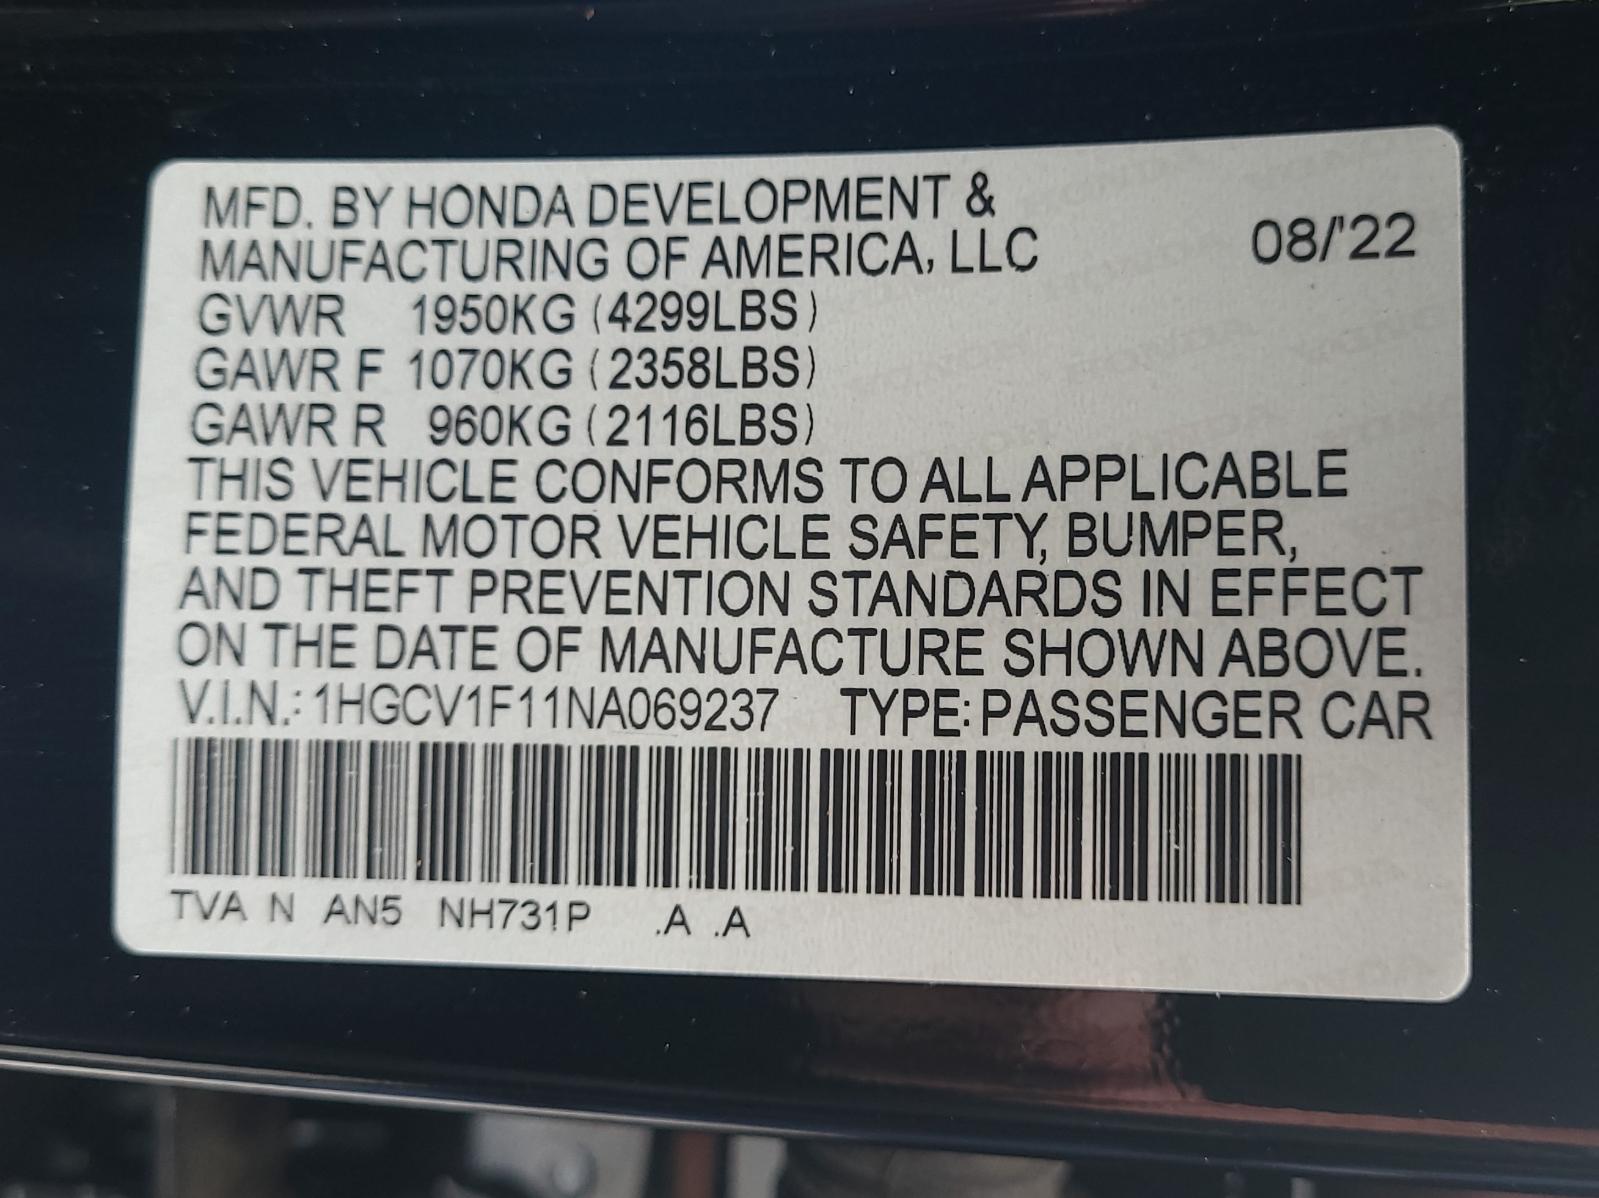 MFD. BY HONDA DEVELOPMENT &
MANUFACTURING OF AMERICA, LLC 08/'22
GVWR 1950KG (4299LBS)
GAWR F 1070KG (2358LBS)
GAWR R 960KG (2116LBS)
THIS VEHICLE CONFORMS TO ALL APPLICABLE
FEDERAL MOTOR VEHICLE SAFETY, BUMPER,
AND THEFT PREVENTION STANDARDS IN EFFECT
ON THE DATE OF MANUFACTURE SHOWN ABOVE.
V.I.N.: 1HGCV1F11NA069237 TYPE: PASSENGER CAR
TVA N AN5 NH731P .A .A